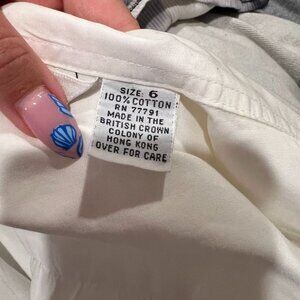 SIZE: 6
100% COTTON
RN 77791
MADE IN THE
BRITISH CROWN
COLONY OF
HONG KONG
OVER FOR CARE